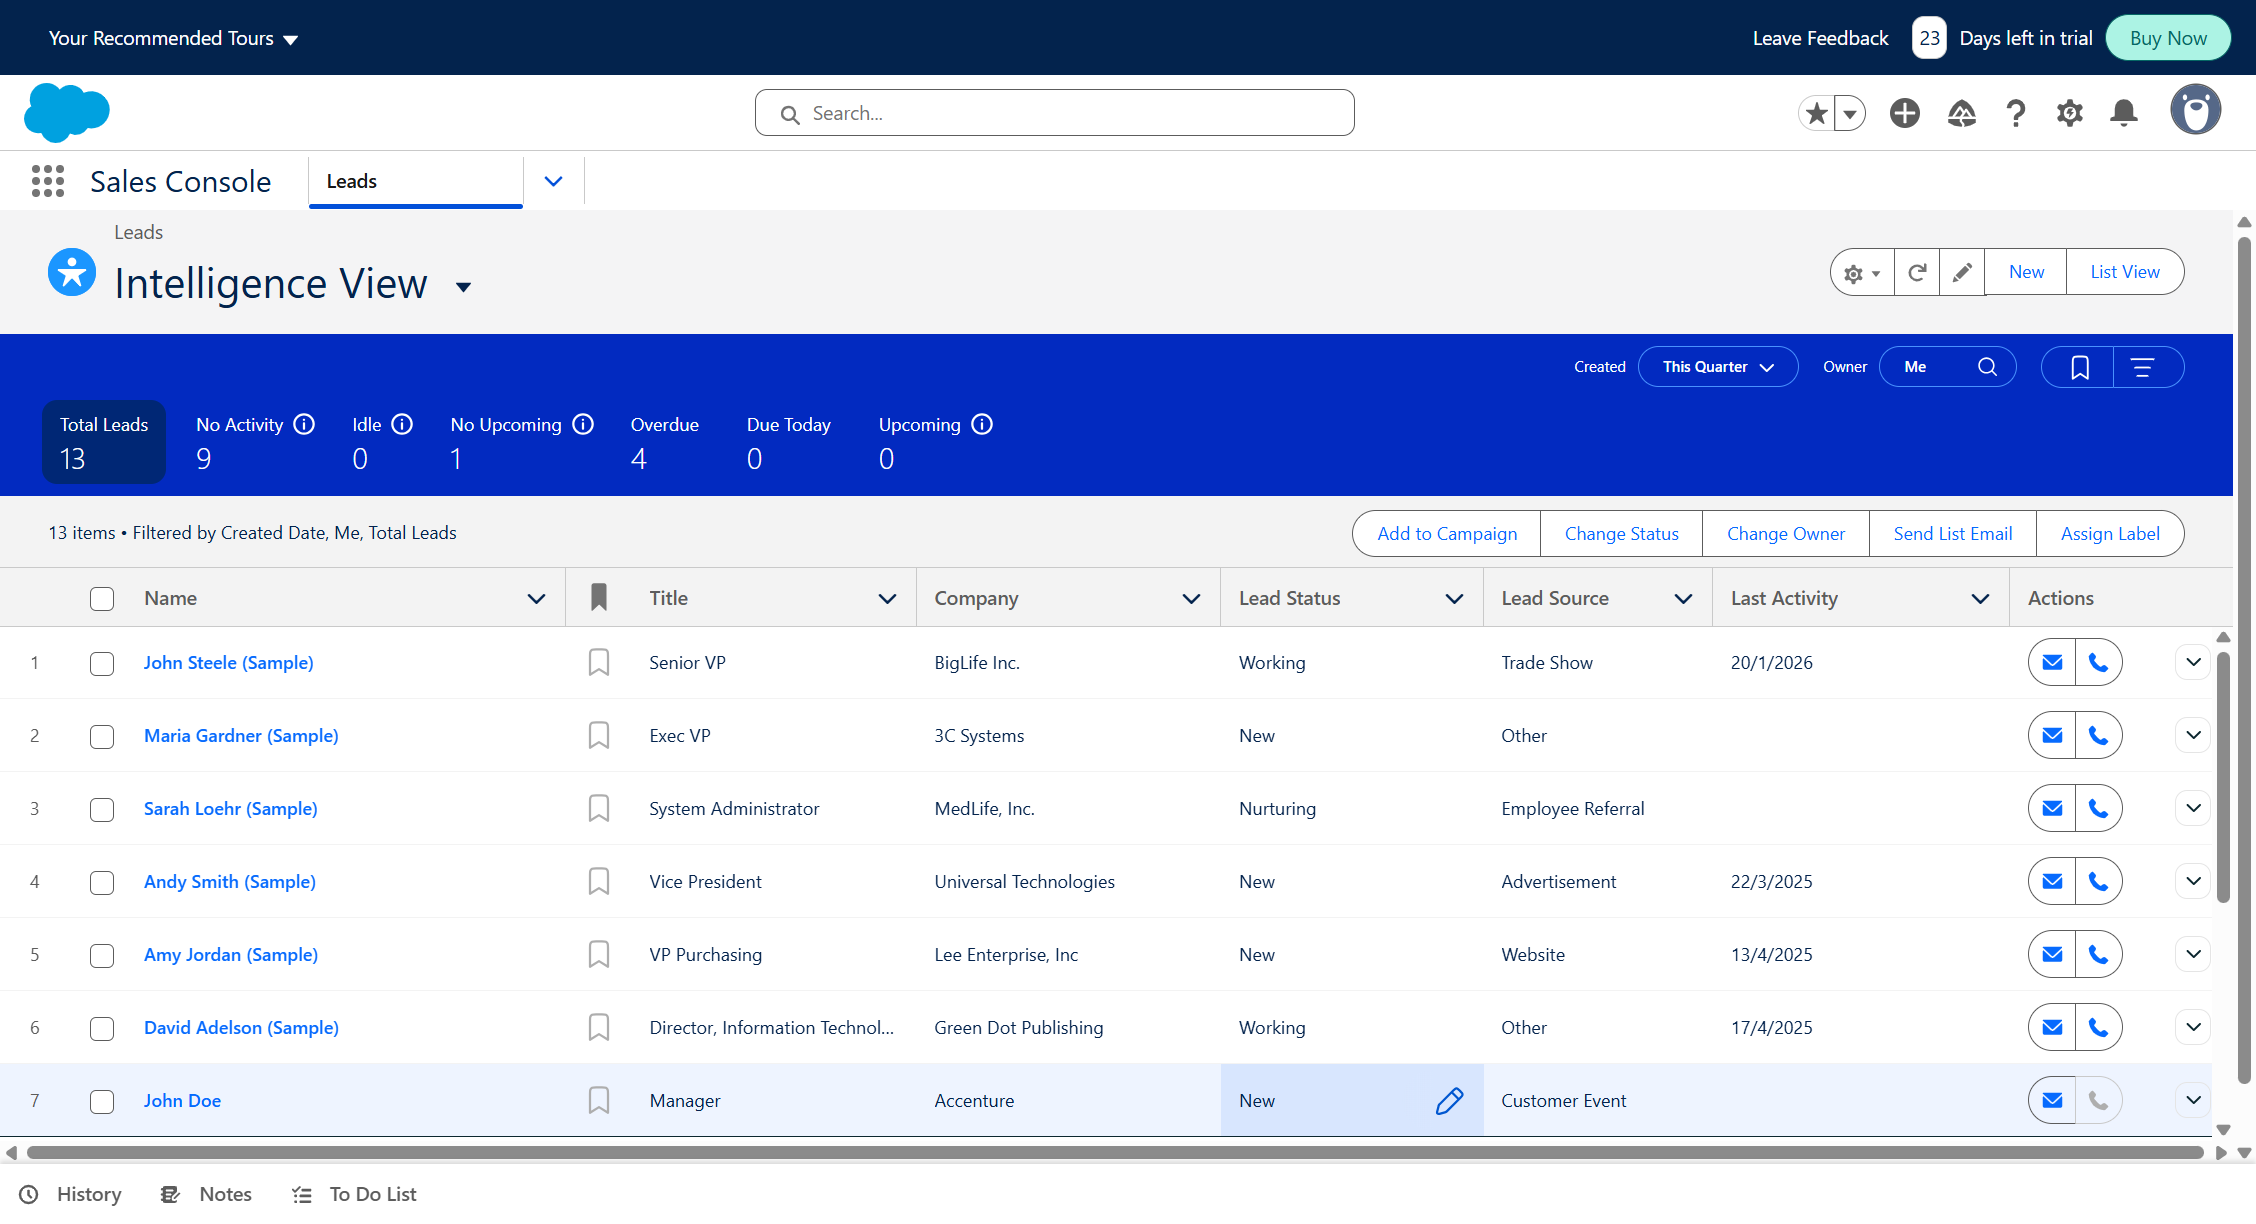 Your Recommended Tours
Leave Feedback 23 Days left in trial Buy Now
Search...
Sales Console Leads
Leads
Intelligence View
New List View
Created This Quarter Owner Me
Total Leads No Activity Idle No Upcoming Overdue Due Today Upcoming
13 9 0 1 4 0 0
13 items • Filtered by Created Date, Me, Total Leads
Add to Campaign Change Status Change Owner Send List Email Assign Label
Name Title Company Lead Status Lead Source Last Activity Actions
1 John Steele (Sample) Senior VP BigLife Inc. Working Trade Show 20/1/2026
2 Maria Gardner (Sample) Exec VP 3C Systems New Other
3 Sarah Loehr (Sample) System Administrator MedLife, Inc. Nurturing Employee Referral
4 Andy Smith (Sample) Vice President Universal Technologies New Advertisement 22/3/2025
5 Amy Jordan (Sample) VP Purchasing Lee Enterprise, Inc New Website 13/4/2025
6 David Adelson (Sample) Director, Information Technol... Green Dot Publishing Working Other 17/4/2025
7 John Doe Manager Accenture New Customer Event
History Notes To Do List